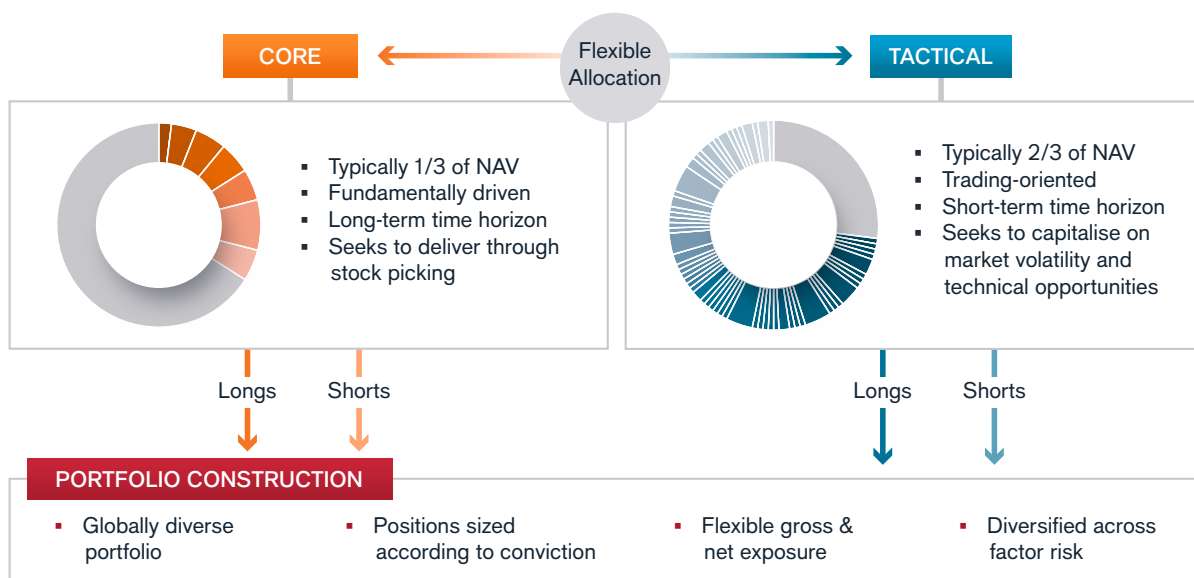 CORE
Flexible
Allocation
TACTICAL
▪ Typically 1/3 of NAV
▪ Fundamentally driven
▪ Long-term time horizon
▪ Seeks to deliver through
stock picking
▪ Typically 2/3 of NAV
▪ Trading-oriented
▪ Short-term time horizon
▪ Seeks to capitalise on
market volatility and
technical opportunities
Longs
Shorts
Longs
Shorts
PORTFOLIO CONSTRUCTION
▪ Globally diverse
portfolio
▪ Positions sized
according to conviction
▪ Flexible gross &
net exposure
▪ Diversified across
factor risk